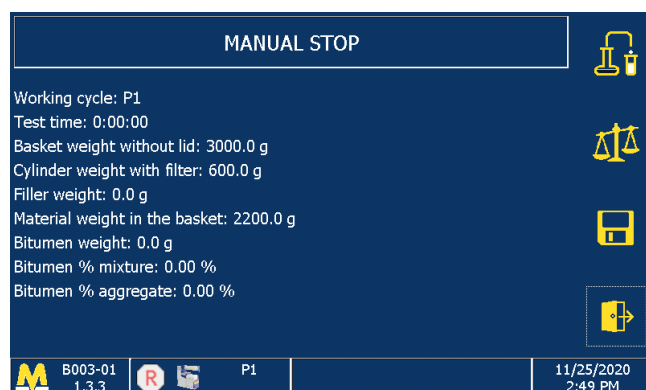 MANUAL STOP
Working cycle: P1
Test time: 0:00:00
Basket weight without lid: 3000.0 g
Cylinder weight with filter: 600.0 g
Filler weight: 0.0 g
Material weight in the basket: 2200.0 g
Bitumen weight: 0.0 g
Bitumen % mixture: 0.00 %
Bitumen % aggregate: 0.00 %
B003-01
1.3.3
R
P1
11/25/2020
2:49 PM